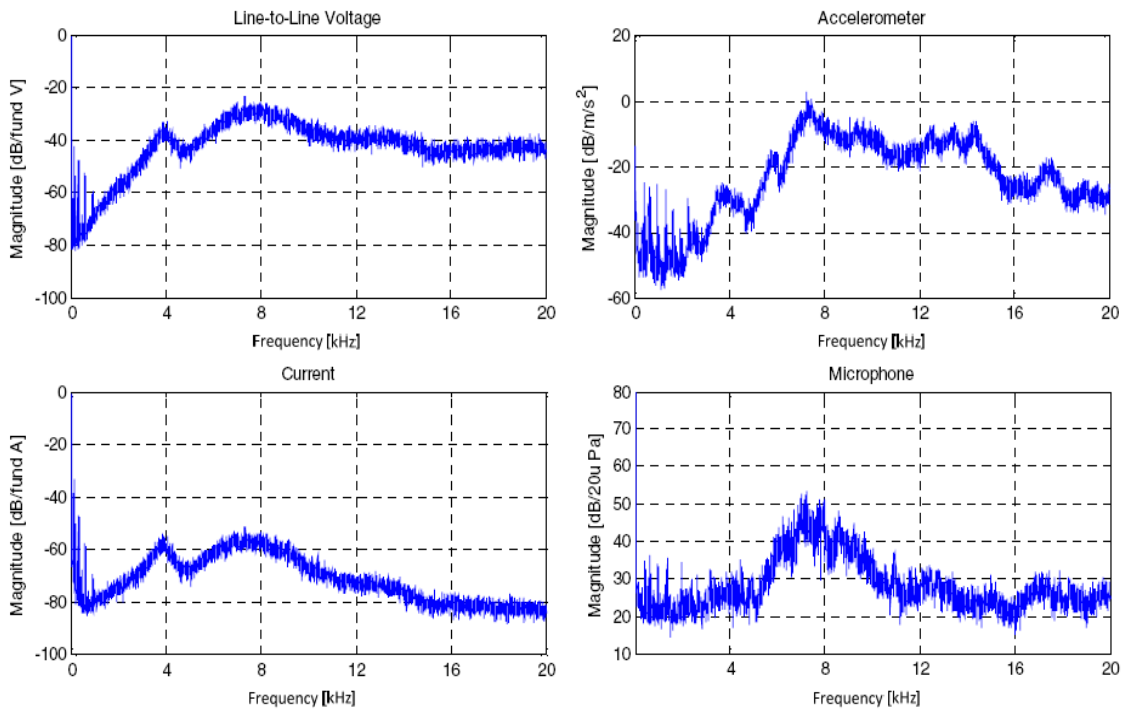 Line-to-Line Voltage
Magnitude [dB/fund V]
0
-20
-40
-60
-80
-100
0 4 8 12 16 20
Frequency [kHz]
Accelerometer
Magnitude [dB/m/s^2]
20
0
-20
-40
-60
0 4 8 12 16 20
Frequency [kHz]
Current
Magnitude [dB/fund A]
0
-20
-40
-60
-80
-100
0 4 8 12 16 20
Frequency [kHz]
Microphone
Magnitude [dB/20u Pa]
80
70
60
50
40
30
20
10
4 8 12 16 20
Frequency [kHz]